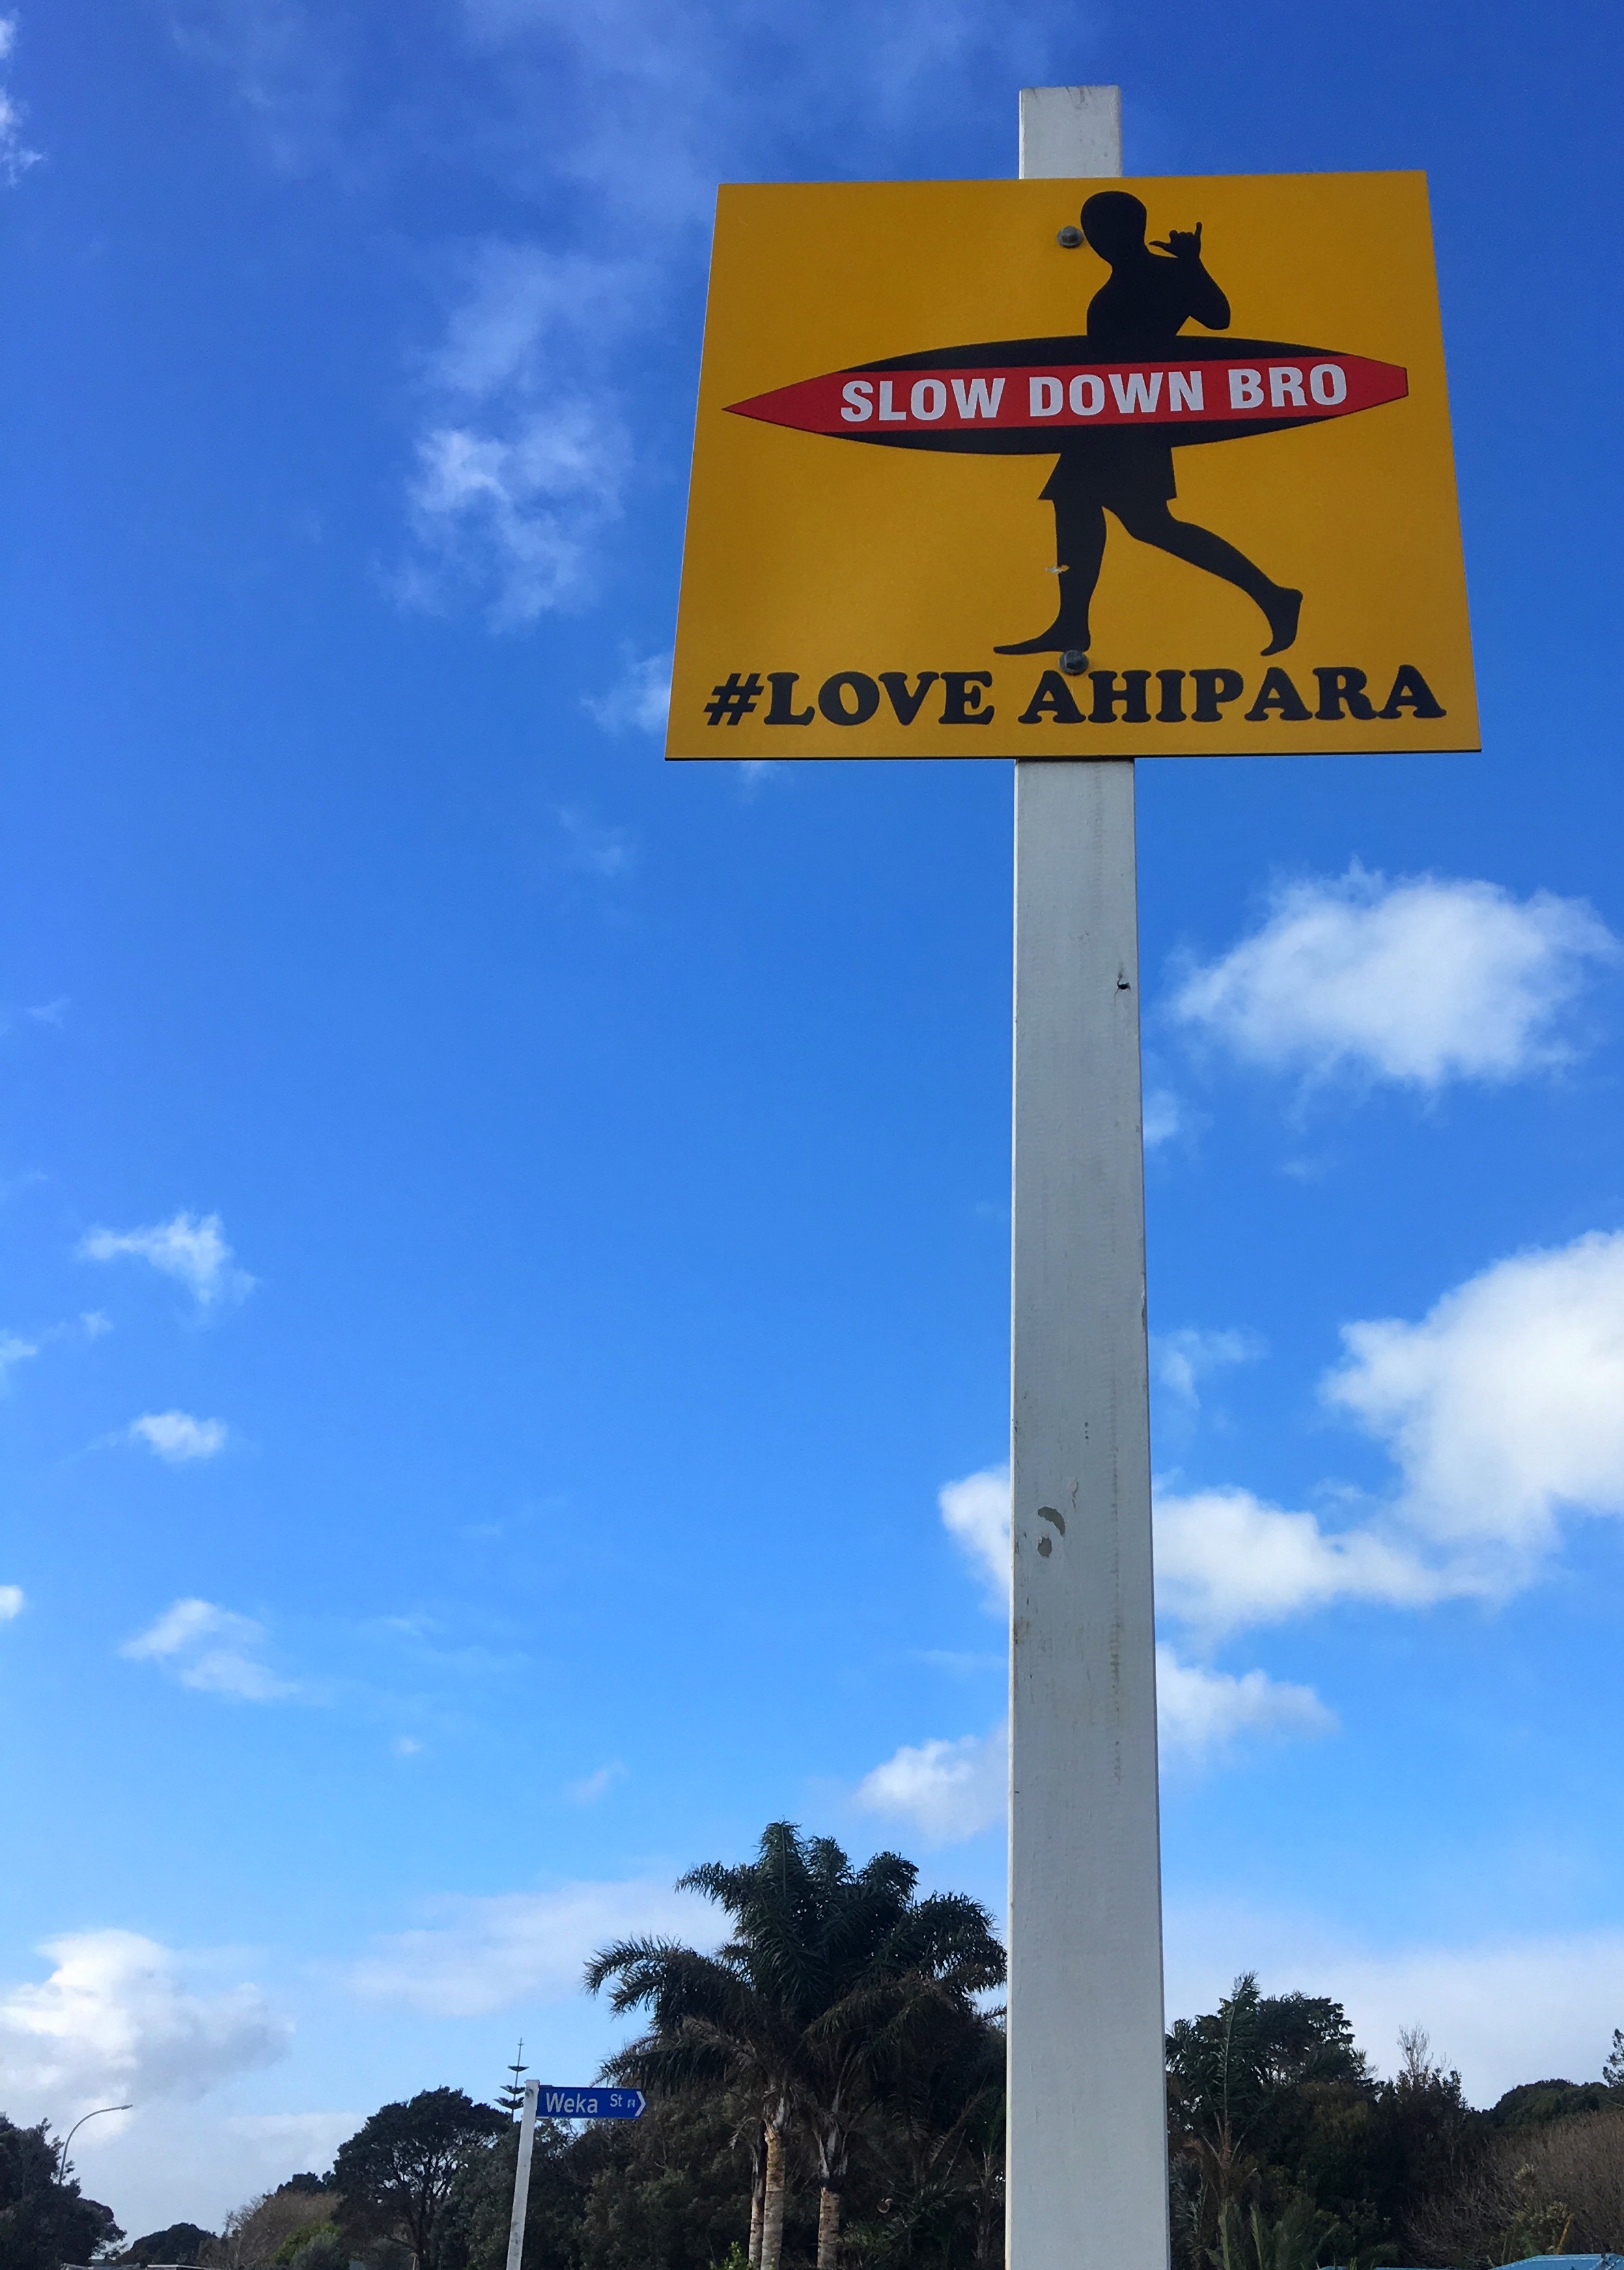 SLOW DOWN BRO
#LOVE AHIPARA
Weka St